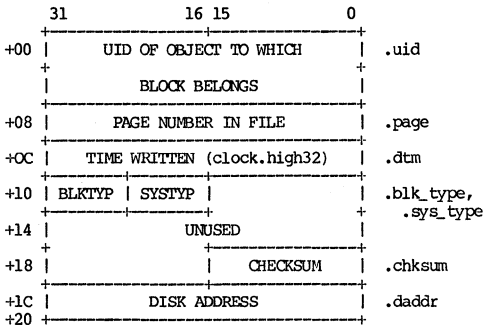 31 16 15 0
+00 UID OF OBJECT TO WHICH .uid
BLOCK BELONGS
+08 PAGE NUMBER IN FILE .page
+0C TIME WRITTEN (clock.high32) .dtm
+10 BLKTYP SYSTYP .blk_type,
.sys_type
+14 UNUSED
+18 CHECKSUM .chksum
+1C DISK ADDRESS .daddr
+20